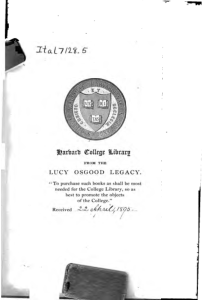 Ital 7128.5
Harvard College Library
FROM THE
LUCY OSGOOD LEGACY.
"To purchase such books as shall be most
needed for the College Library, so as
best to promote the objects
of the College."
Received 22 April, 1893.